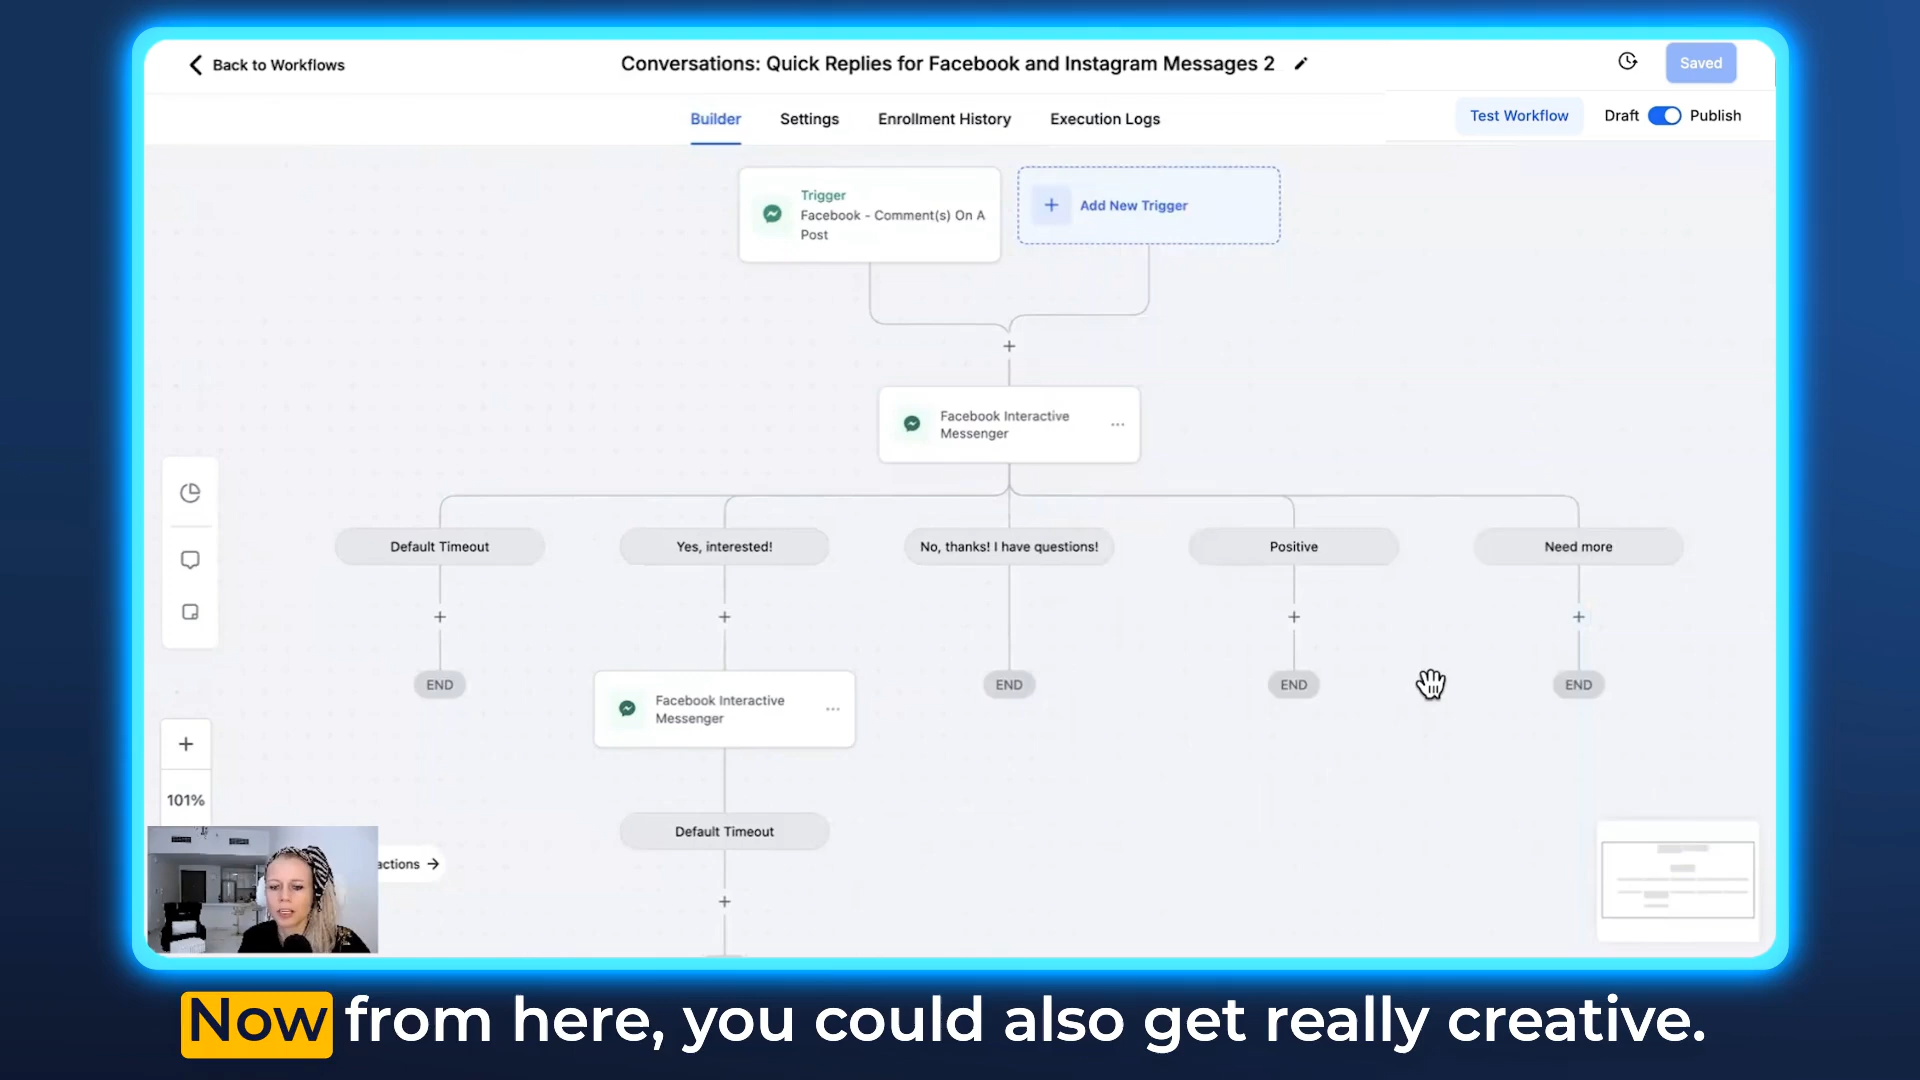 Back to Workflows
Conversations: Quick Replies for Facebook and Instagram Messages 2
Saved
Builder
Settings
Enrollment History
Execution Logs
Test Workflow
Draft
Publish
Trigger
Facebook - Comment(s) On A
Post
Add New Trigger
Facebook Interactive
Messenger
Default Timeout
Yes, interested!
No, thanks! I have questions!
Positive
Need more
END
END
END
END
Facebook Interactive
Messenger
101%
Default Timeout
actions
Now from here, you could also get really creative.